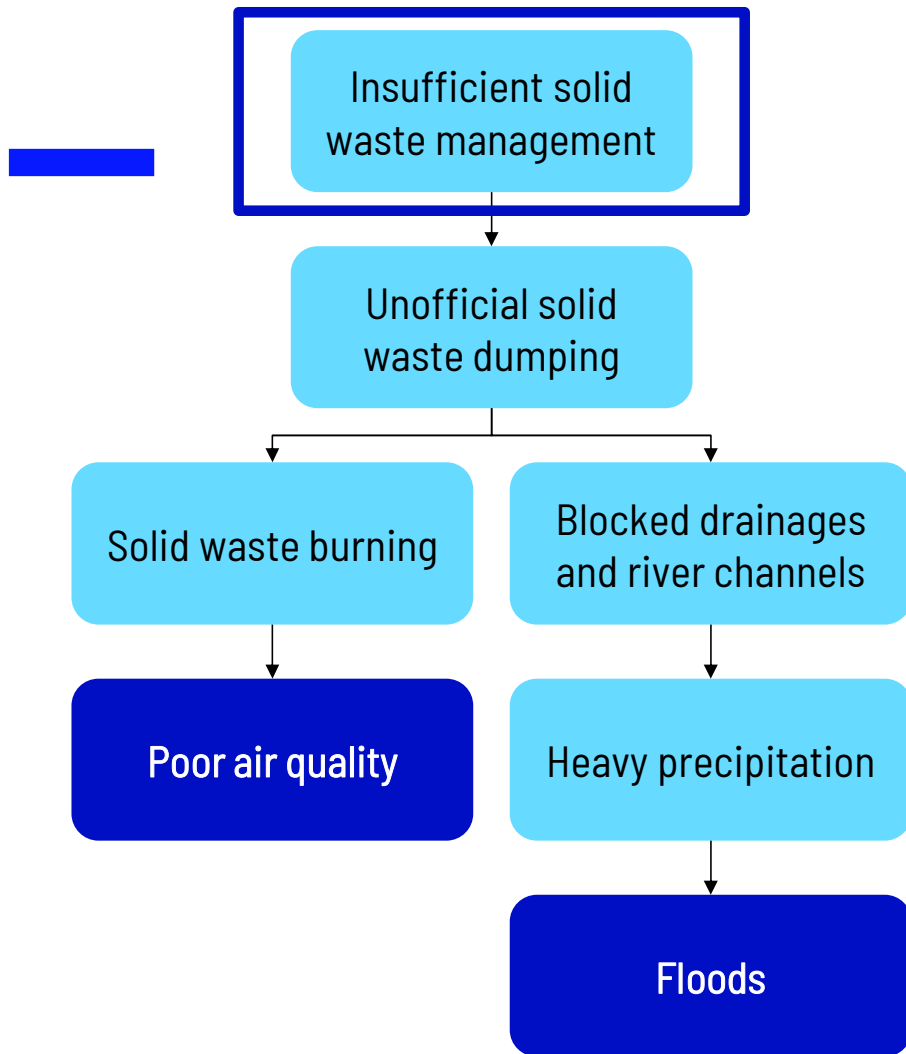 Insufficient solid
waste management
Unofficial solid
waste dumping
Solid waste burning
Blocked drainages
and river channels
Poor air quality
Heavy precipitation
Floods